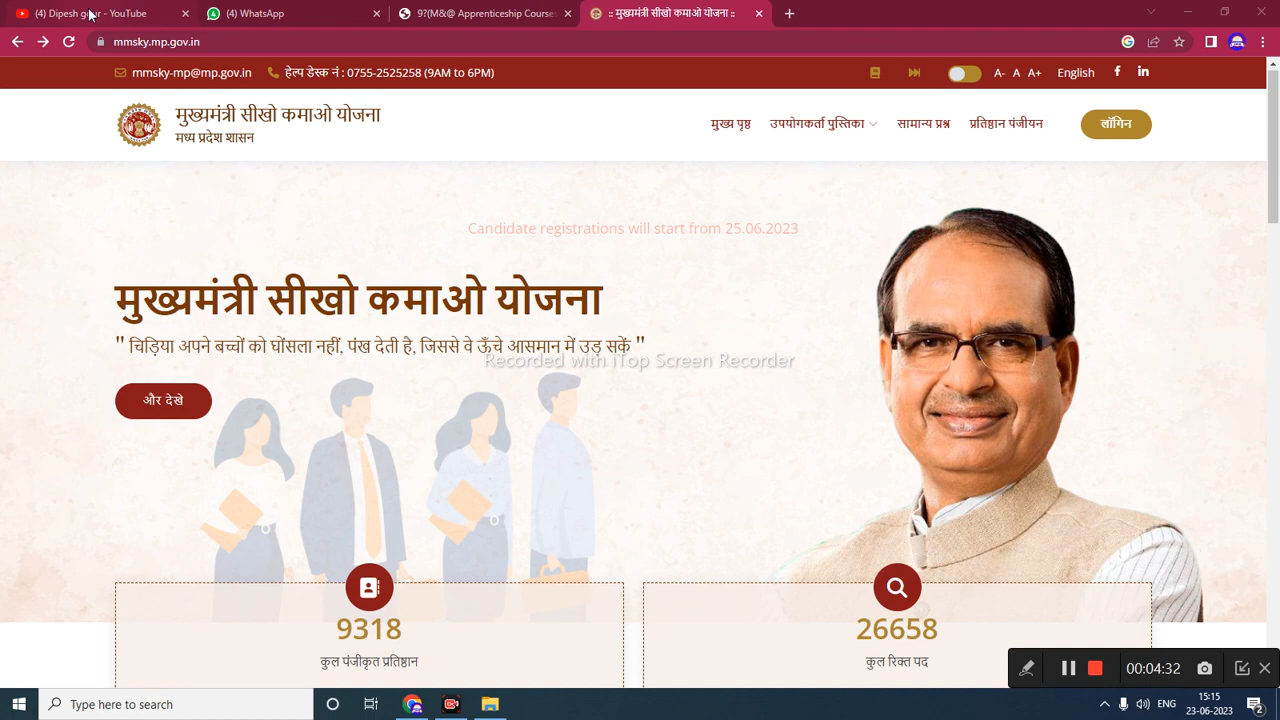 (4) Dipesh gour - YouTube
(4) WhatsApp
9?(M&@ Apprenticeship Course
:: मुख्यमंत्री सीखो कमाओ योजना ::
mmsky.mp.gov.in
mmsky-mp@mp.gov.in
हेल्प डेस्क नं : 0755-2525258 (9AM to 6PM)
A- A A+ English
मुख्यमंत्री सीखो कमाओ योजना
मध्य प्रदेश शासन
मुख्य पृष्ठ उपयोगकर्ता पुस्तिका सामान्य प्रश्न प्रतिष्ठान पंजीयन लॉगिन
Candidate registrations will start from 25.06.2023
मुख्यमंत्री सीखो कमाओ योजना
" चिड़िया अपने बच्चों को घोंसला नहीं, पंख देती है, जिससे वे ऊँचे आसमान में उड़ सकें "
Recorded with iTop Screen Recorder
और देखे
9318
कुल पंजीकृत प्रतिष्ठान
26658
कुल रिक्त पद
00:04:32
Type here to search
ENG
15:15
23-06-2023
2